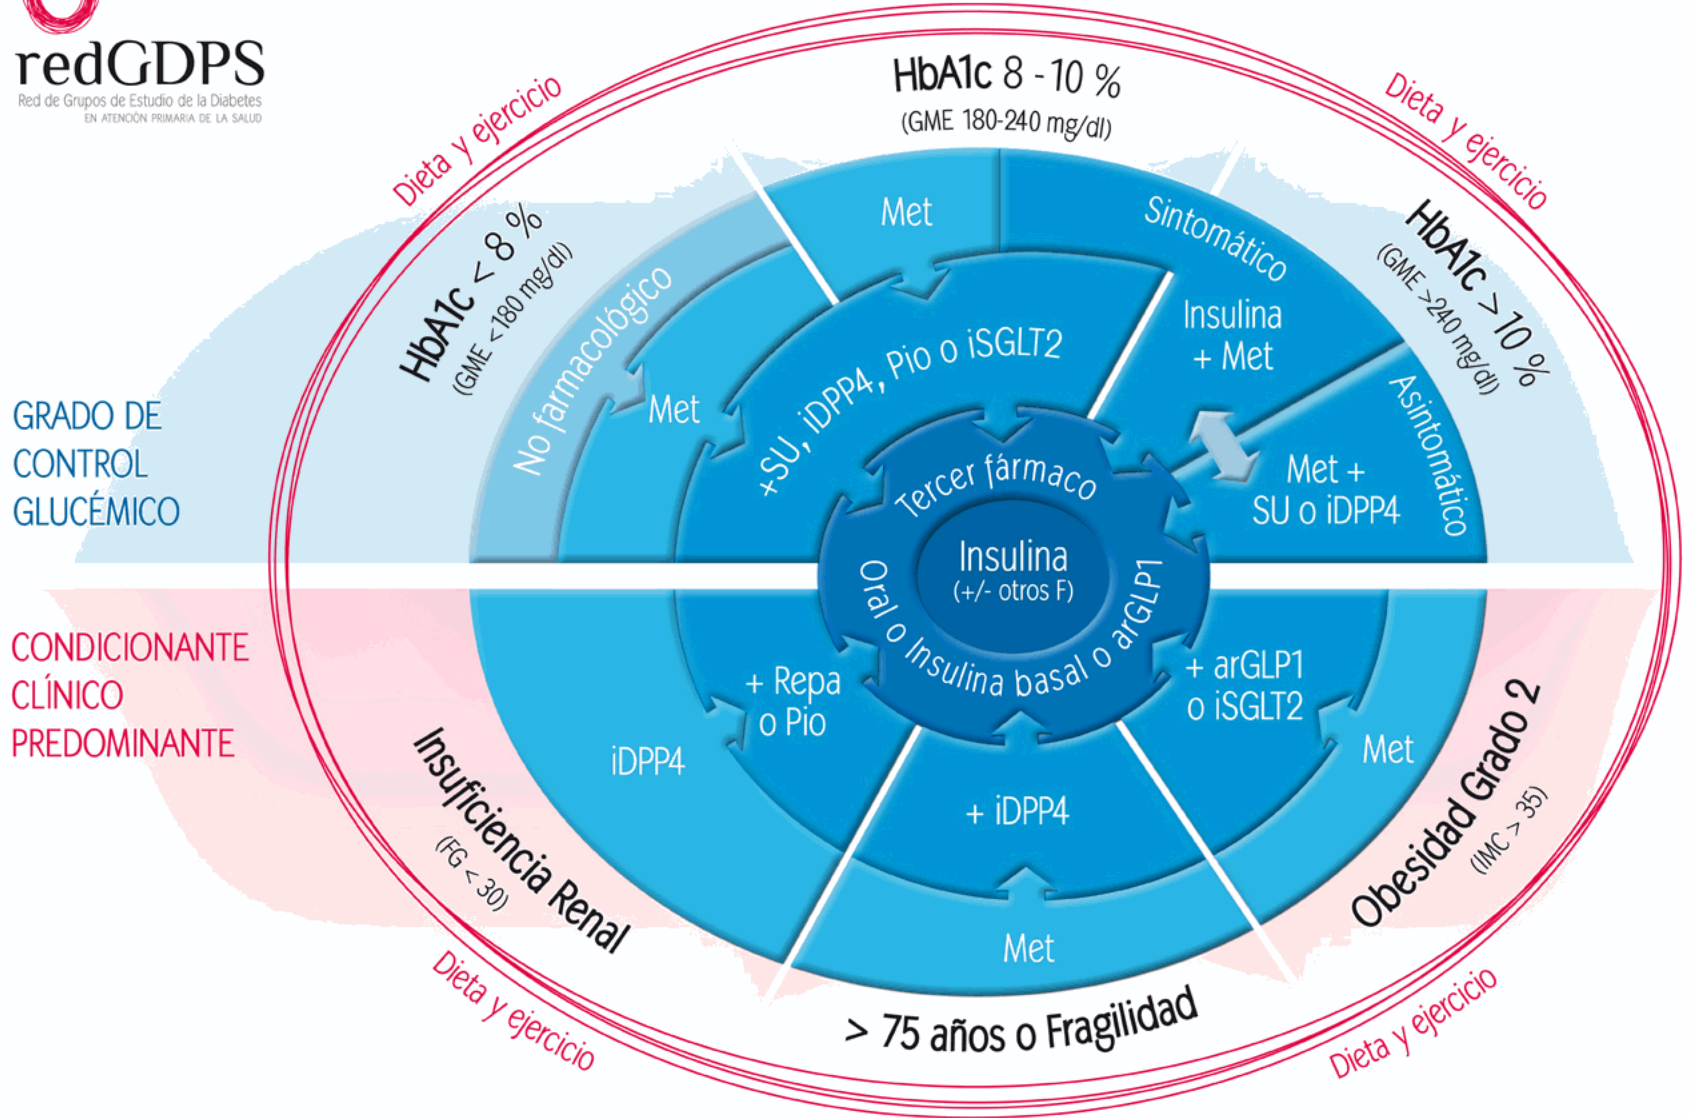 redGDPS
Red de Grupos de Estudio de la Diabetes
EN ATENCIÓN PRIMARIA DE LA SALUD
Dieta y ejercicio
HbA1c 8 - 10 %
(GME 180-240 mg/dl)
Dieta y ejercicio
HbA1c < 8 %
(GME <180 mg/dl)
HbA1c > 10 %
(GME >240 mg/dl)
GRADO DE
CONTROL
GLUCÉMICO
No farmacológico
Met
Met
Sintomático
+SU, iDPP4, Pio o iSGLT2
Insulina
+ Met
Asintomático
Met +
SU o iDPP4
Tercer fármaco
Insulina
(+/- otros F)
Oral o Insulina basal o arGLP1
CONDICIONANTE
CLÍNICO
PREDOMINANTE
Insuficiencia Renal
(FG < 30)
iDPP4
+ Repa
o Pio
+ iDPP4
Met
> 75 años o Fragilidad
+ arGLP1
o iSGLT2
Met
Obesidad Grado 2
(IMC > 35)
Dieta y ejercicio
Dieta y ejercicio